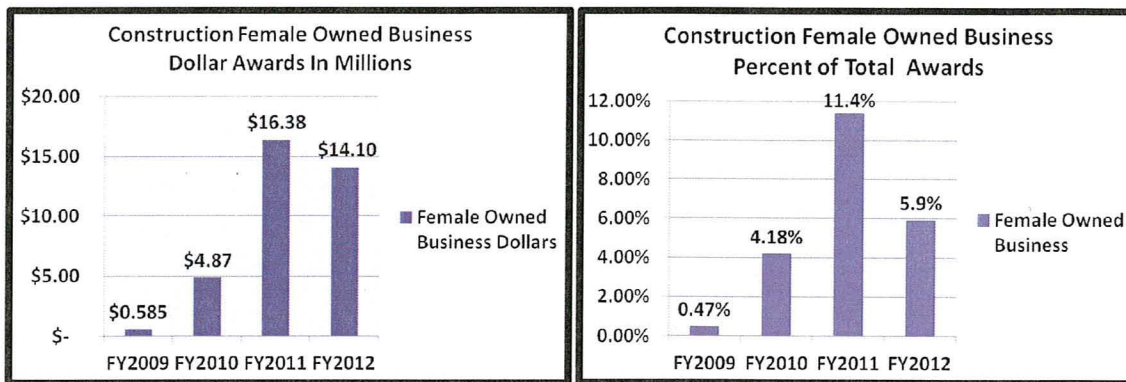 Construction Female Owned Business
Dollar Awards In Millions
$20.00
$15.00
$10.00
$5.00
$-
$0.585
$4.87
$16.38
$14.10
FY2009 FY2010 FY2011 FY2012
Female Owned
Business Dollars
Construction Female Owned Business
Percent of Total Awards
12.00%
10.00%
8.00%
6.00%
4.00%
2.00%
0.00%
0.47%
4.18%
11.4%
5.9%
FY2009 FY2010 FY2011 FY2012
Female Owned
Business